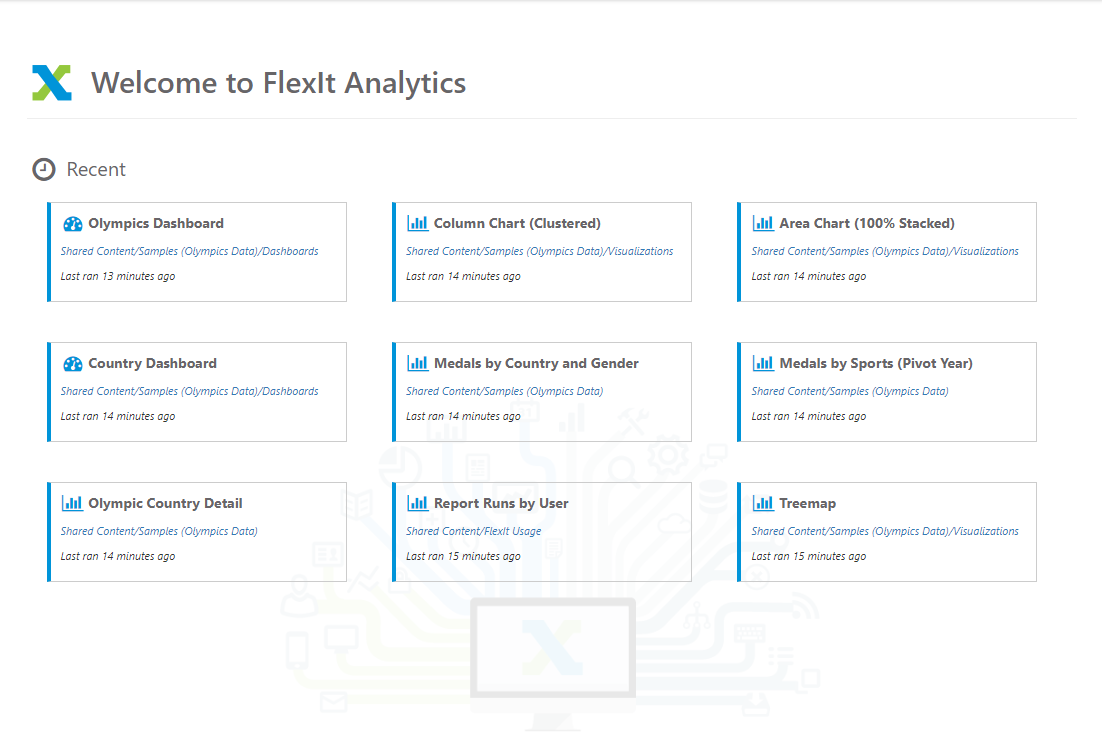 Welcome to FlexIt Analytics
Recent
Olympics Dashboard
Shared Content/Samples (Olympics Data)/Dashboards
Last ran 13 minutes ago
Column Chart (Clustered)
Shared Content/Samples (Olympics Data)/Visualizations
Last ran 14 minutes ago
Area Chart (100% Stacked)
Shared Content/Samples (Olympics Data)/Visualizations
Last ran 14 minutes ago
Country Dashboard
Shared Content/Samples (Olympics Data)/Dashboards
Last ran 14 minutes ago
Medals by Country and Gender
Shared Content/Samples (Olympics Data)
Last ran 14 minutes ago
Medals by Sports (Pivot Year)
Shared Content/Samples (Olympics Data)
Last ran 14 minutes ago
Olympic Country Detail
Shared Content/Samples (Olympics Data)
Last ran 14 minutes ago
Report Runs by User
Shared Content/FlexIt Usage
Last ran 15 minutes ago
Treemap
Shared Content/Samples (Olympics Data)/Visualizations
Last ran 15 minutes ago